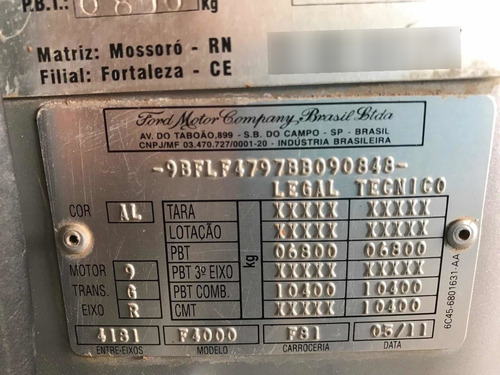 P.B.T.: 6850 kg
Matriz: Mossoró - RN
Filial: Fortaleza - CE
Ford Motor Company Brasil Ltda
AV. DO TABOÃO,899 - S.B. DO CAMPO - SP - BRASIL
CNPJ/MF 03.470.727/0001-20 - INDÚSTRIA BRASILEIRA
-9BFLF4797BB090848-
LEGAL TECNICO
COR AL TARA XXXXX XXXXX
LOTAÇÃO XXXXX XXXXX
PBT 06800 06800
MOTOR 9 PBT 3º EIXO kg XXXXX XXXXX
TRANS. G PBT COMB. 10400 10400
EIXO R CMT XXXXX 10400
4181 F4000 F81 05/11
ENTRE-EIXOS MODELO CARROCERIA DATA
6C45-6801631-AA